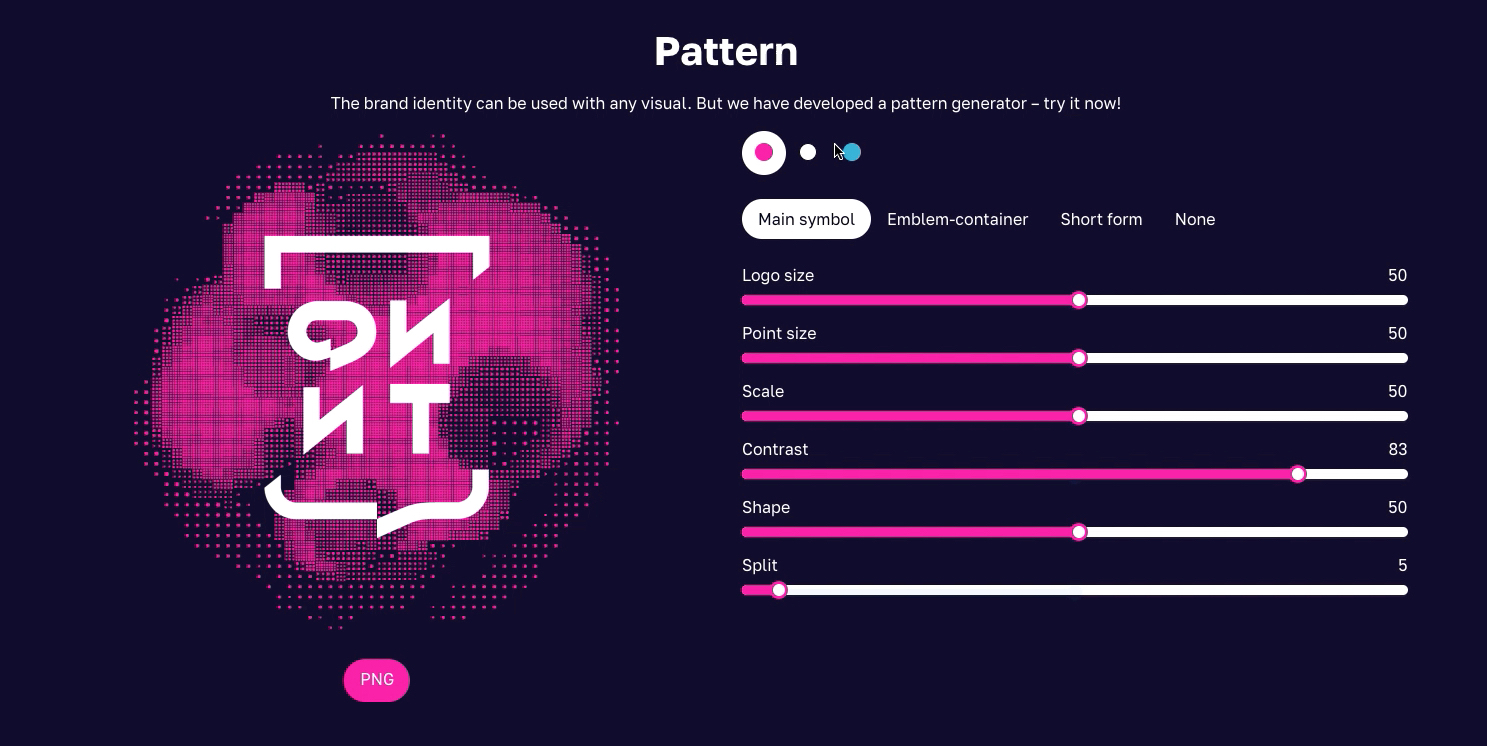 Pattern
The brand identity can be used with any visual. But we have developed a pattern generator – try it now!
ФИ
ИТ
Main symbol Emblem-container Short form None
Logo size 50
Point size 50
Scale 50
Contrast 83
Shape 50
Split 5
PNG